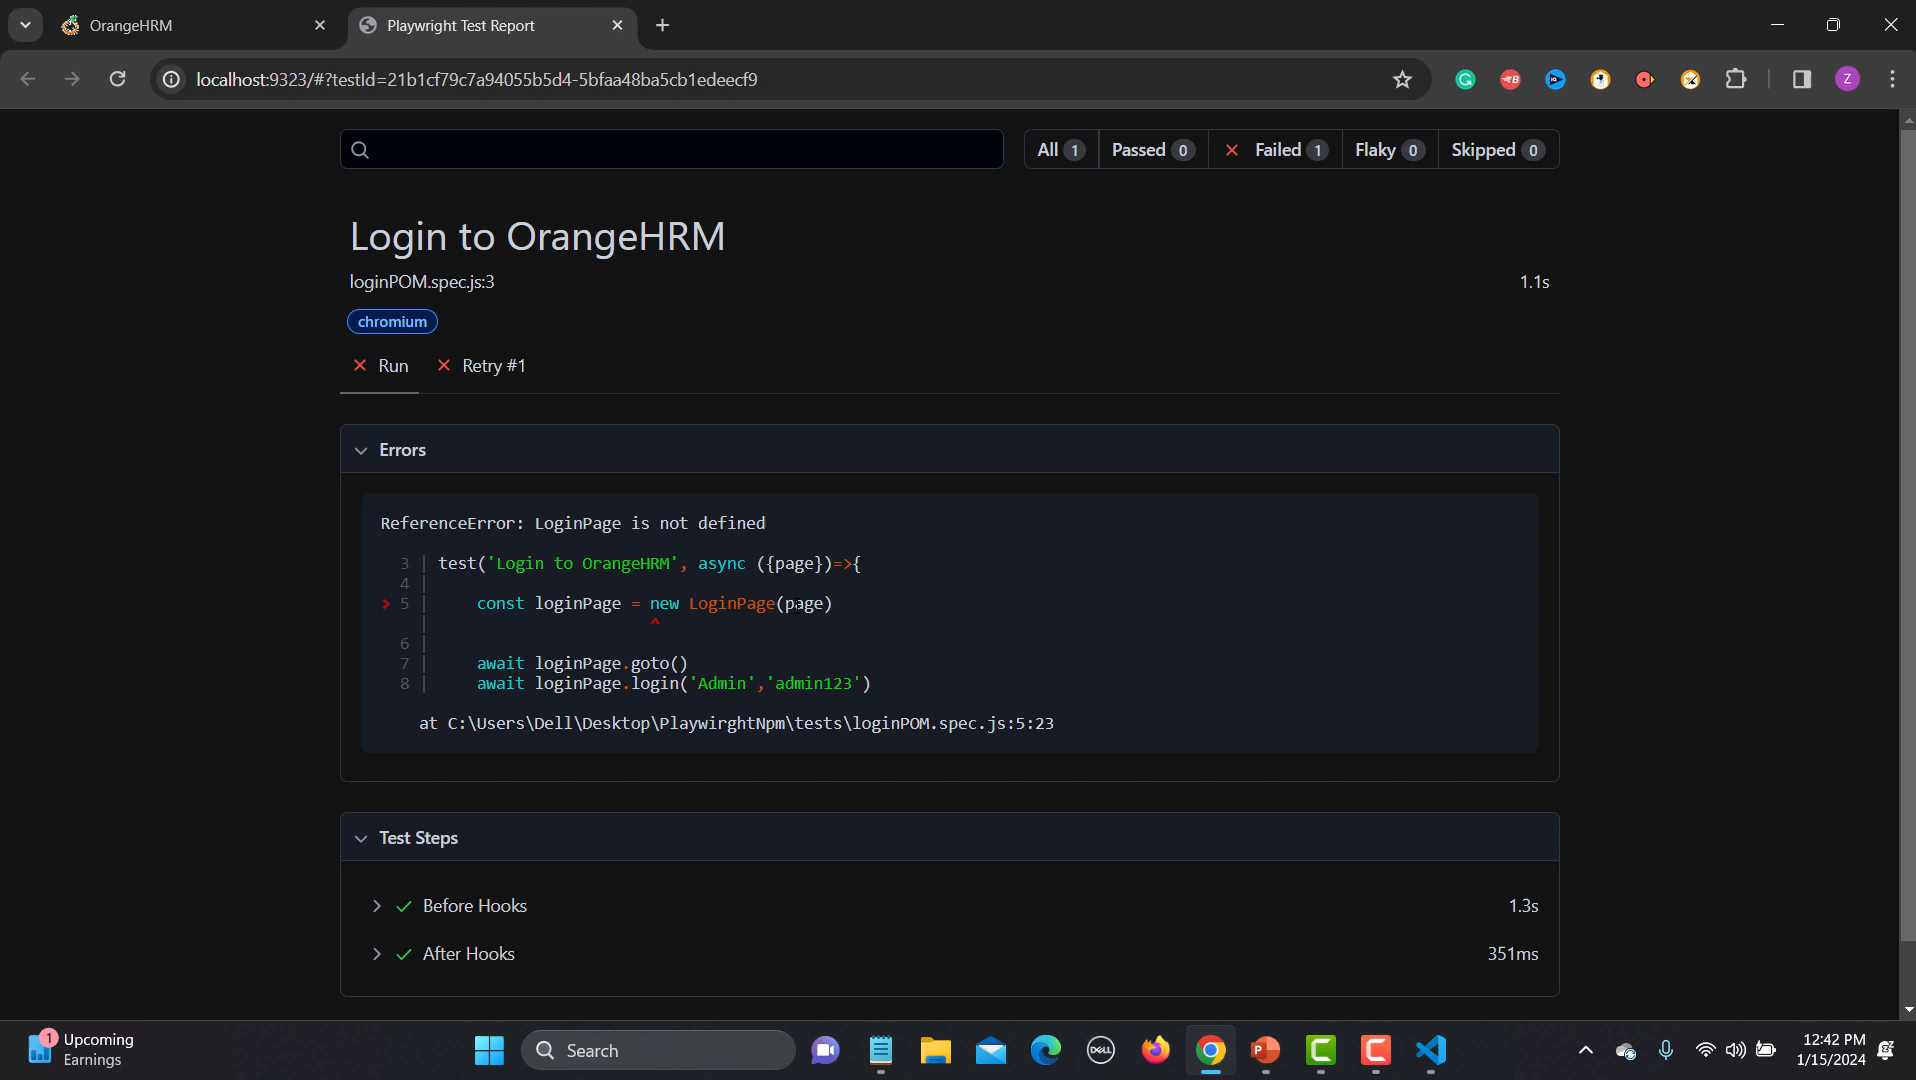 OrangeHRM
Playwright Test Report
localhost:9323/#?testId=21b1cf79c7a94055b5d4-5bfaa48ba5cb1edeecf9
Z
All 1 Passed 0 Failed 1 Flaky 0 Skipped 0
Login to OrangeHRM
loginPOM.spec.js:3 1.1s
chromium
Run Retry #1
Errors
ReferenceError: LoginPage is not defined
3 | test('Login to OrangeHRM', async ({page})=>{
4 |
> 5 | const loginPage = new LoginPage(page)
| ^
6 |
7 | await loginPage.goto()
8 | await loginPage.login('Admin','admin123')
at C:\Users\Dell\Desktop\PlaywirghtNpm\tests\loginPOM.spec.js:5:23
Test Steps
Before Hooks 1.3s
After Hooks 351ms
1 Upcoming
Earnings
Search
DELL
12:42 PM
1/15/2024